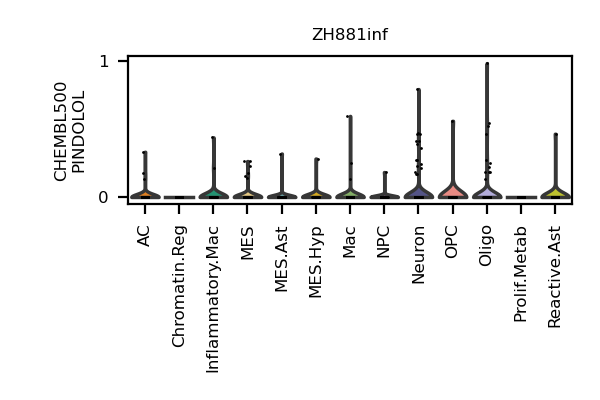 ZH881inf
CHEMBL500
PINDOLOL
1
0
AC
Chromatin.Reg
Inflammatory.Mac
MES
MES.Ast
MES.Hyp
Mac
NPC
Neuron
OPC
Oligo
Prolif.Metab
Reactive.Ast